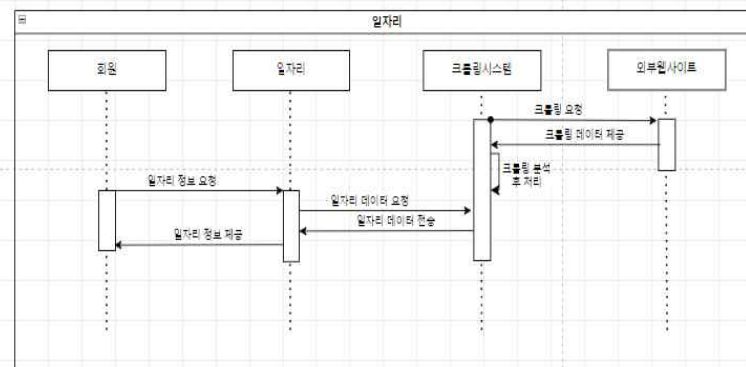 일자리
회원
일자리
크롤링시스템
외부웹사이트
크롤링 요청
크롤링 데이터 제공
크롤링 분석
후 처리
일자리 정보 요청
일자리 데이터 요청
일자리 데이터 전송
일자리 정보 제공